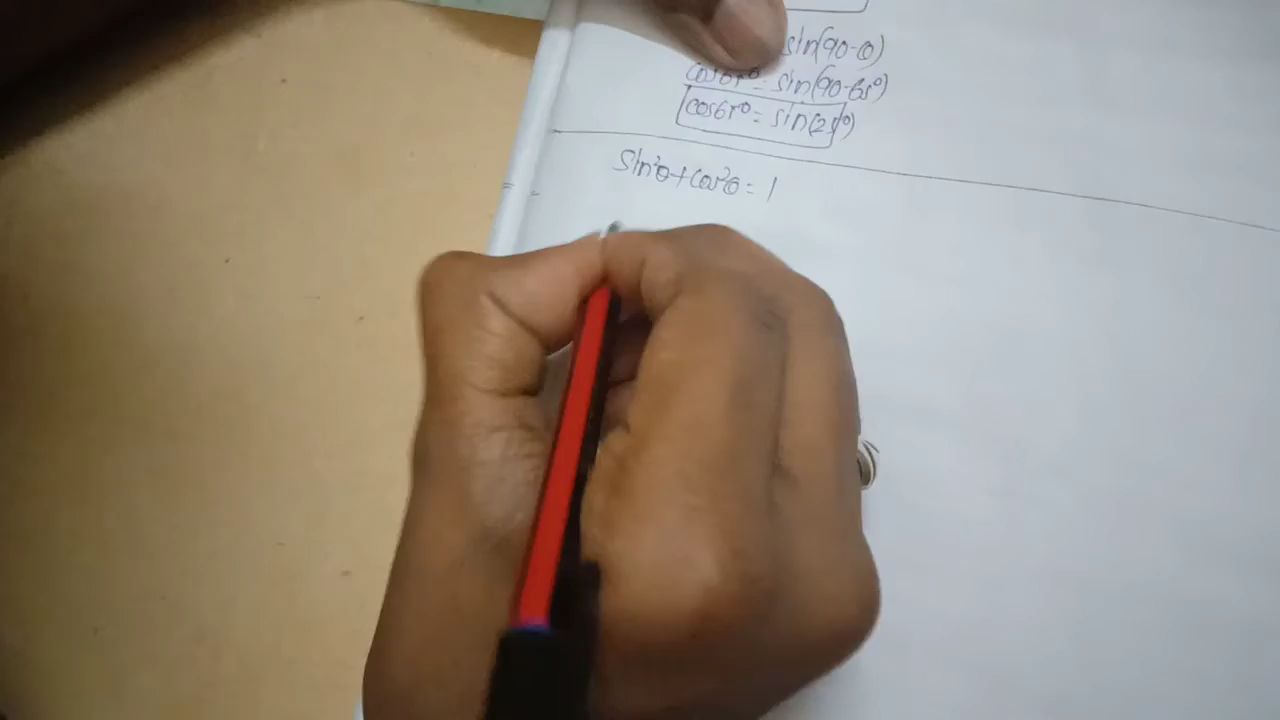 sin(90-θ)
cos65° = sin(90-65°)
cos65° = sin(25°)
sin²θ + cos²θ = 1